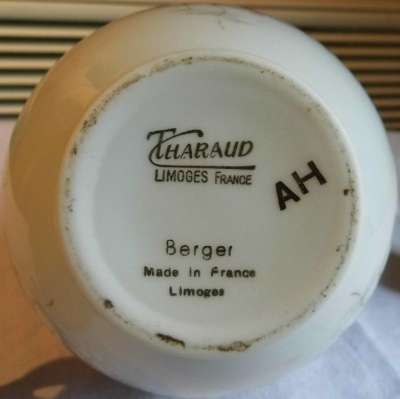 THARAUD
LIMOGES FRANCE
AH
Berger
Made in France
Limoges